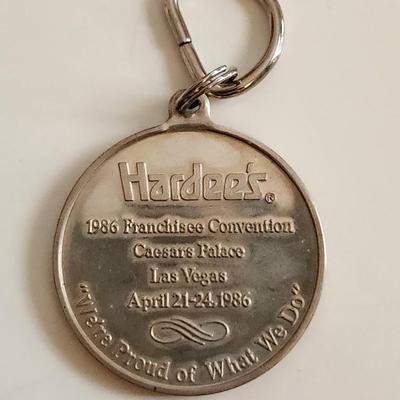 Hardee's®
1986 Franchisee Convention
Caesars Palace
Las Vegas
April 21-24, 1986
"We're Proud of What We Do"